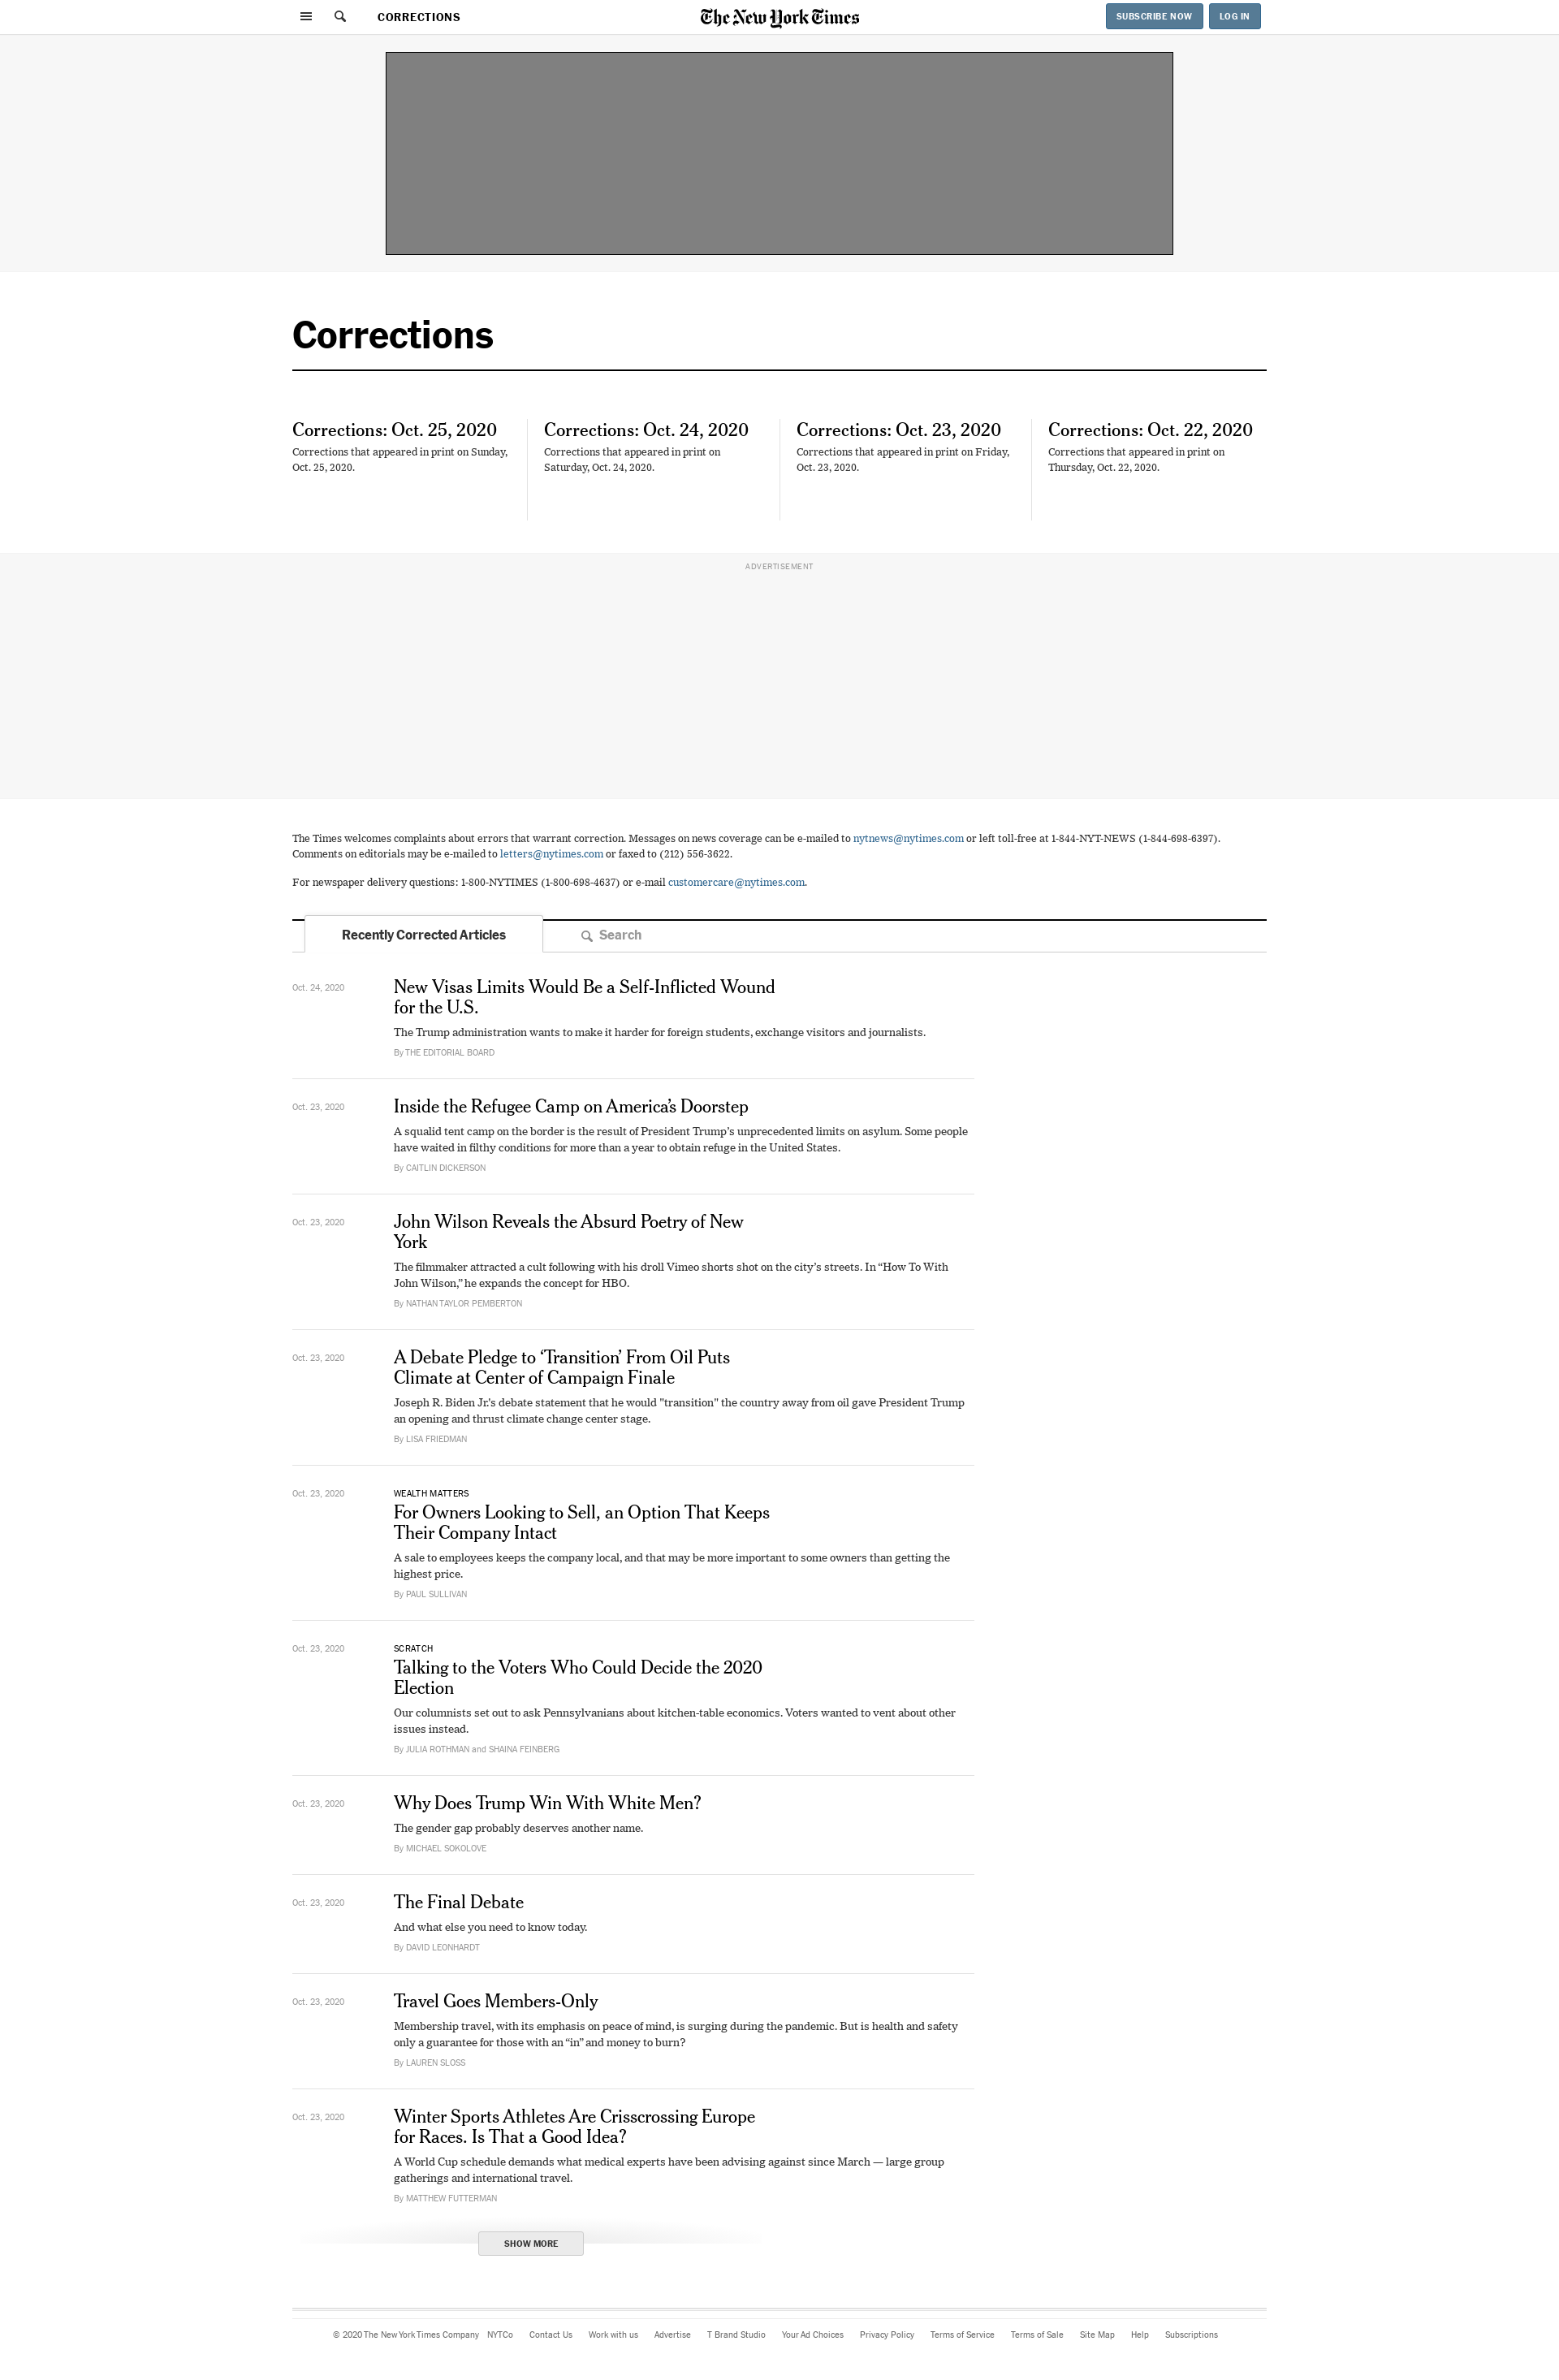 CORRECTIONS
The New York Times
SUBSCRIBE NOW
LOG IN
Corrections
Corrections: Oct. 25, 2020
Corrections that appeared in print on Sunday,
Oct. 25, 2020.
Corrections: Oct. 24, 2020
Corrections that appeared in print on
Saturday, Oct. 24, 2020.
Corrections: Oct. 23, 2020
Corrections that appeared in print on Friday,
Oct. 23, 2020.
Corrections: Oct. 22, 2020
Corrections that appeared in print on
Thursday, Oct. 22, 2020.
ADVERTISEMENT
The Times welcomes complaints about errors that warrant correction. Messages on news coverage can be e-mailed to nytnews@nytimes.com or left toll-free at 1-844-NYT-NEWS (1-844-698-6397).
Comments on editorials may be e-mailed to letters@nytimes.com or faxed to (212) 556-3622.
For newspaper delivery questions: 1-800-NYTIMES (1-800-698-4637) or e-mail customercare@nytimes.com.
Recently Corrected Articles
Search
Oct. 24, 2020
New Visas Limits Would Be a Self-Inflicted Wound
for the U.S.
The Trump administration wants to make it harder for foreign students, exchange visitors and journalists.
By THE EDITORIAL BOARD
Oct. 23, 2020
Inside the Refugee Camp on America’s Doorstep
A squalid tent camp on the border is the result of President Trump’s unprecedented limits on asylum. Some people
have waited in filthy conditions for more than a year to obtain refuge in the United States.
By CAITLIN DICKERSON
Oct. 23, 2020
John Wilson Reveals the Absurd Poetry of New
York
The filmmaker attracted a cult following with his droll Vimeo shorts shot on the city’s streets. In “How To With
John Wilson,” he expands the concept for HBO.
By NATHAN TAYLOR PEMBERTON
Oct. 23, 2020
A Debate Pledge to ‘Transition’ From Oil Puts
Climate at Center of Campaign Finale
Joseph R. Biden Jr.’s debate statement that he would "transition" the country away from oil gave President Trump
an opening and thrust climate change center stage.
By LISA FRIEDMAN
Oct. 23, 2020
WEALTH MATTERS
For Owners Looking to Sell, an Option That Keeps
Their Company Intact
A sale to employees keeps the company local, and that may be more important to some owners than getting the
highest price.
By PAUL SULLIVAN
Oct. 23, 2020
SCRATCH
Talking to the Voters Who Could Decide the 2020
Election
Our columnists set out to ask Pennsylvanians about kitchen-table economics. Voters wanted to vent about other
issues instead.
By JULIA ROTHMAN and SHAINA FEINBERG
Oct. 23, 2020
Why Does Trump Win With White Men?
The gender gap probably deserves another name.
By MICHAEL SOKOLOVE
Oct. 23, 2020
The Final Debate
And what else you need to know today.
By DAVID LEONHARDT
Oct. 23, 2020
Travel Goes Members-Only
Membership travel, with its emphasis on peace of mind, is surging during the pandemic. But is health and safety
only a guarantee for those with an “in” and money to burn?
By LAUREN SLOSS
Oct. 23, 2020
Winter Sports Athletes Are Crisscrossing Europe
for Races. Is That a Good Idea?
A World Cup schedule demands what medical experts have been advising against since March — large group
gatherings and international travel.
By MATTHEW FUTTERMAN
SHOW MORE
© 2020 The New York Times Company NYTCo Contact Us Work with us Advertise T Brand Studio Your Ad Choices Privacy Policy Terms of Service Terms of Sale Site Map Help Subscriptions